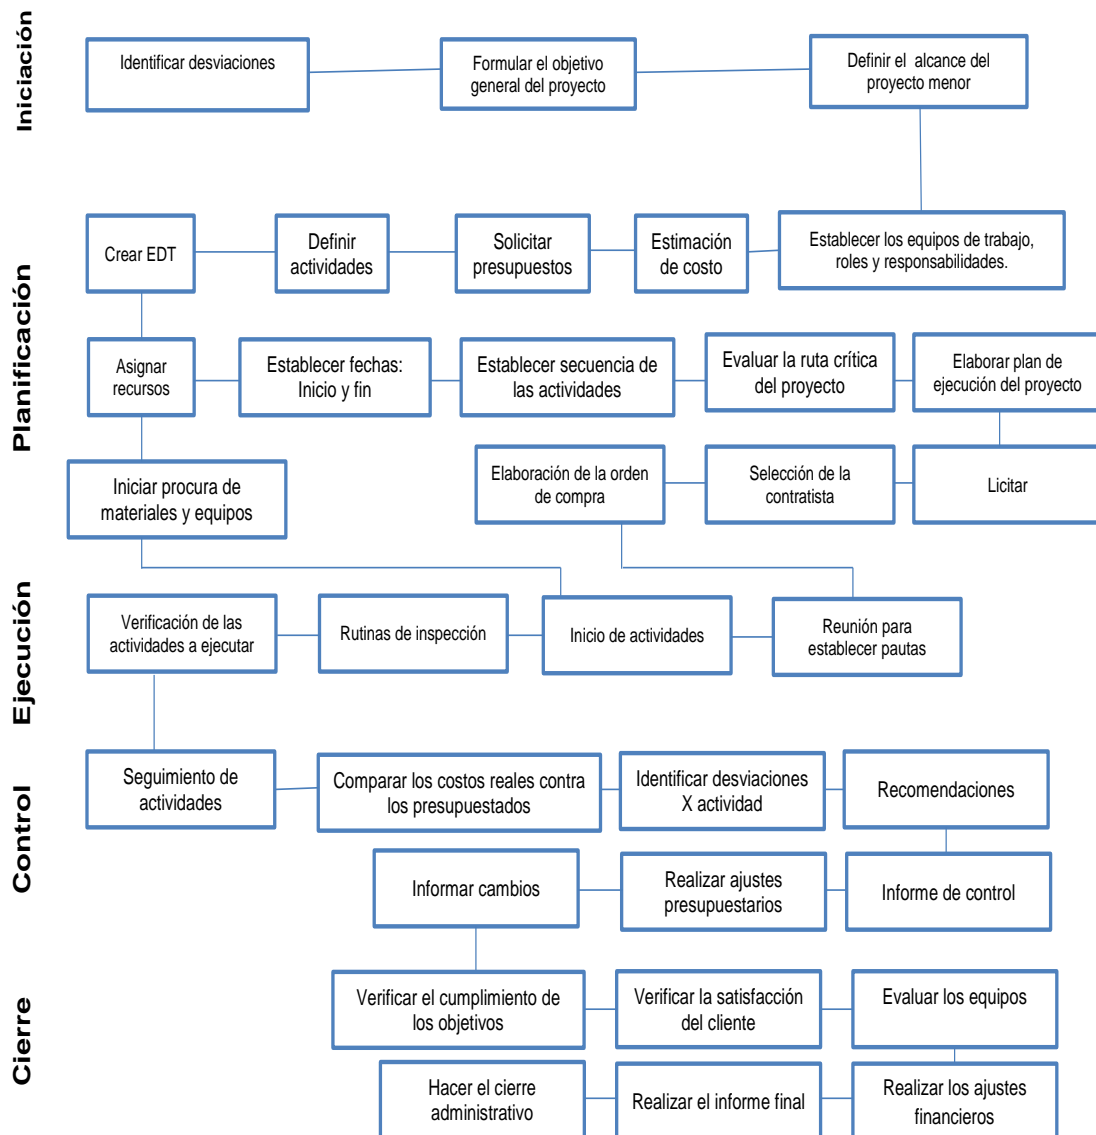 Iniciación
Identificar desviaciones
Formular el objetivo
general del proyecto
Definir el alcance del
proyecto menor
Planificación
Crear EDT
Definir
actividades
Solicitar
presupuestos
Estimación
de costo
Establecer los equipos de trabajo,
roles y responsabilidades.
Asignar
recursos
Establecer fechas:
Inicio y fin
Establecer secuencia de
las actividades
Evaluar la ruta crítica
del proyecto
Elaborar plan de
ejecución del proyecto
Iniciar procura de
materiales y equipos
Elaboración de la orden
de compra
Selección de la
contratista
Licitar
Ejecución
Verificación de las
actividades a ejecutar
Rutinas de inspección
Inicio de actividades
Reunión para
establecer pautas
Control
Seguimiento de
actividades
Comparar los costos reales contra
los presupuestados
Identificar desviaciones
X actividad
Recomendaciones
Informar cambios
Realizar ajustes
presupuestarios
Informe de control
Cierre
Verificar el cumplimiento de
los objetivos
Verificar la satisfacción
del cliente
Evaluar los equipos
Hacer el cierre
administrativo
Realizar el informe final
Realizar los ajustes
financieros